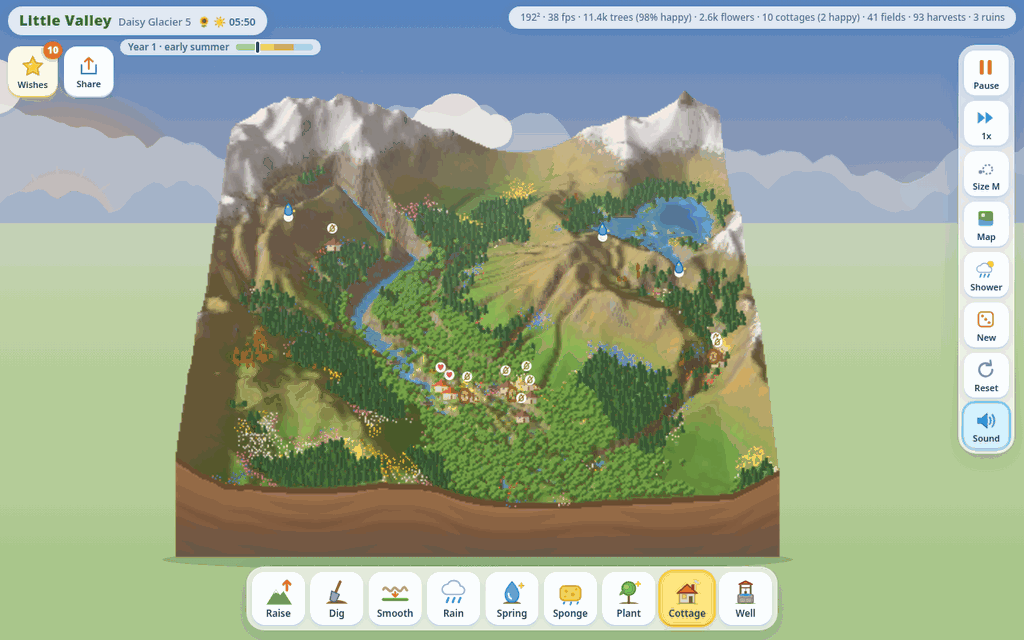 Little Valley Daisy Glacier 5 05:50
192² · 38 fps · 11.4k trees (98% happy) · 2.6k flowers · 10 cottages (2 happy) · 41 fields · 93 harvests · 3 ruins
Year 1 · early summer
10
Wishes
Share
Pause
1x
Size M
Map
Shower
New
Reset
Sound
Raise
Dig
Smooth
Rain
Spring
Sponge
Plant
Cottage
Well